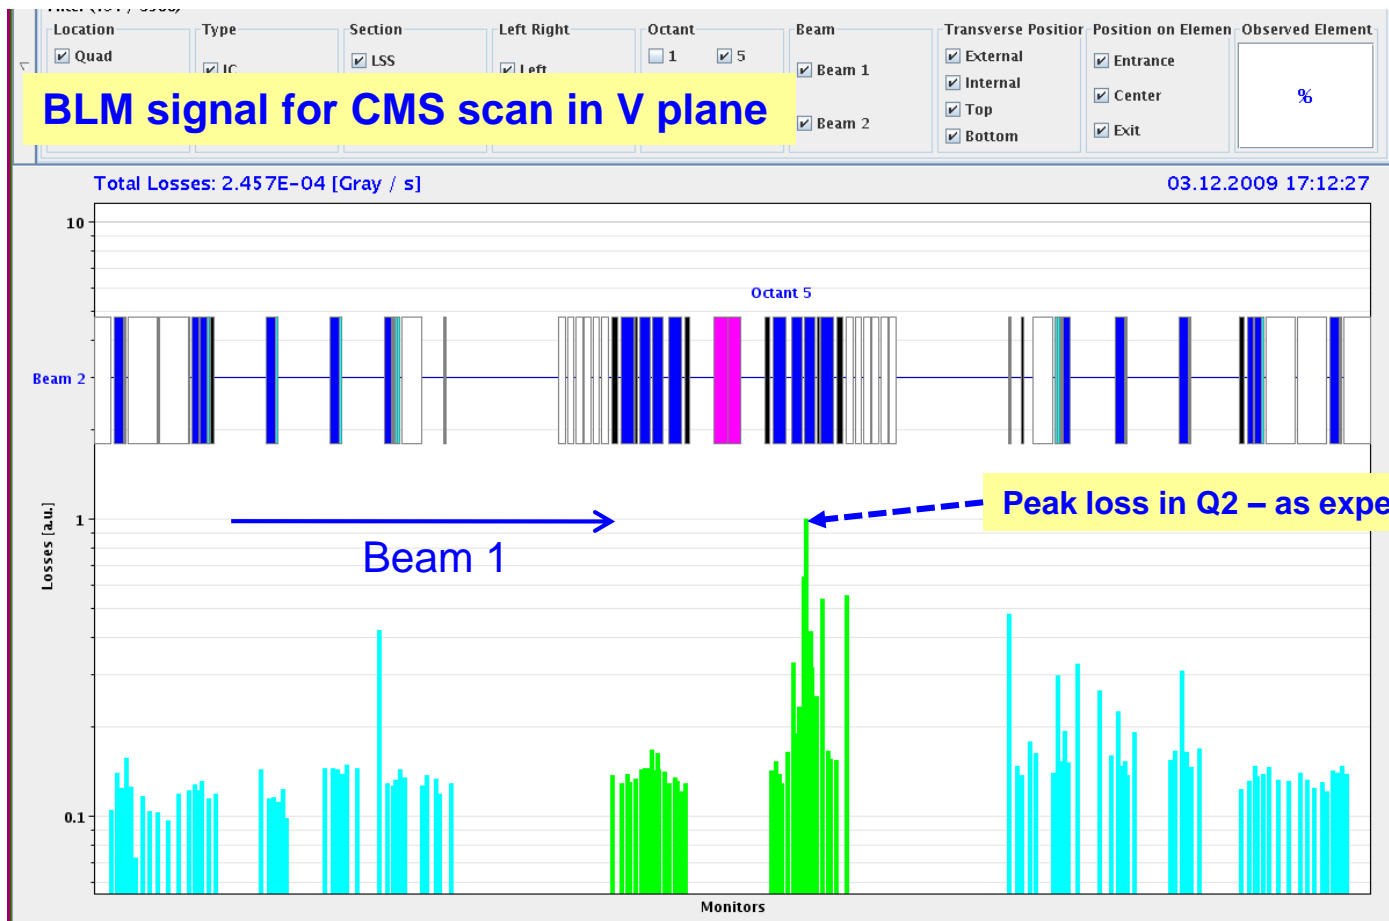 Location Type Section Left Right Octant Beam Transverse Position Position on Elemen Observed Element
Quad IC LSS Left 1 5 Beam 1 External Entrance
Internal
Center %
BLM signal for CMS scan in V plane
Top
Beam 2
Bottom Exit
Total Losses: 2.457E-04 [Gray / s] 03.12.2009 17:12:27
10
Octant 5
Beam 2
Peak loss in Q2 – as expe
1
Beam 1
Losses [a.u.]
0.1
Monitors